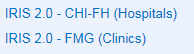 IRIS 2.0 - CHI-FH (Hospitals)
IRIS 2.0 - FMG (Clinics)